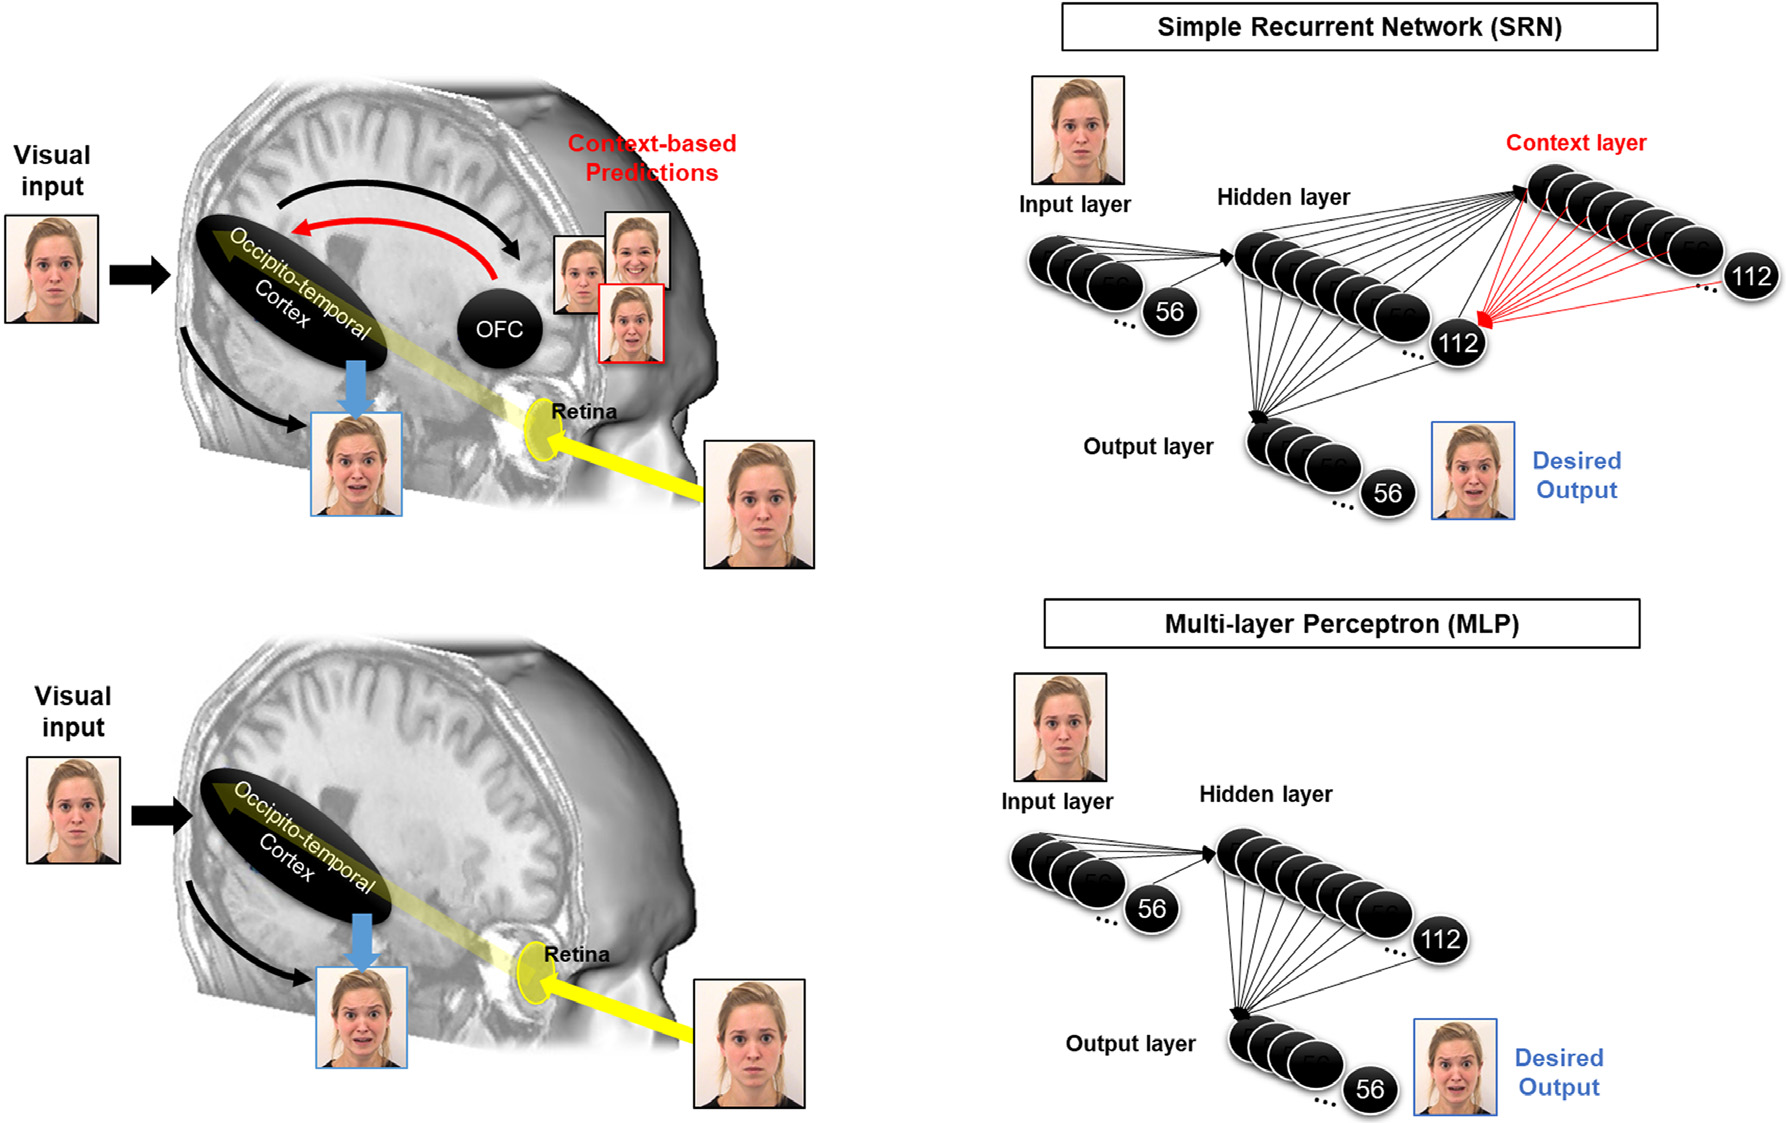 Simple Recurrent Network (SRN)
Visual
input
Context-based
Predictions
Occipito-temporal
Cortex
OFC
Retina
Input layer
Hidden layer
Context layer
56
112
112
Output layer
56
Desired
Output
Multi-layer Perceptron (MLP)
Visual
input
Occipito-temporal
Cortex
Retina
Input layer
Hidden layer
56
112
Output layer
56
Desired
Output